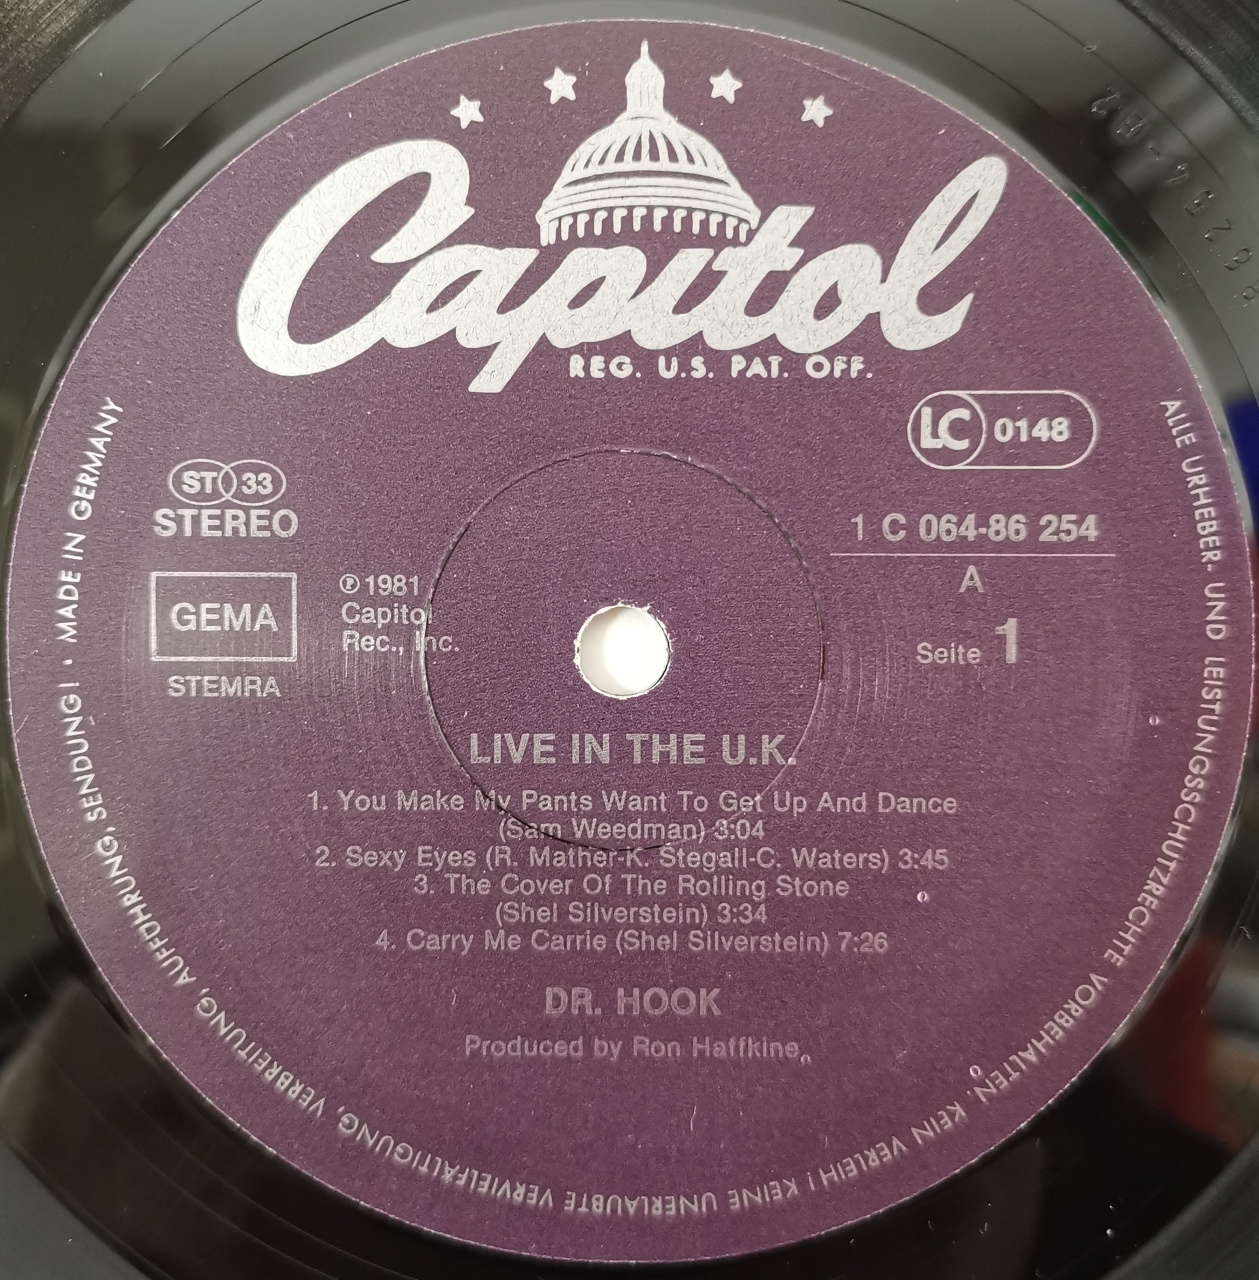 Capitol
REG. U.S. PAT. OFF.
LC 0148
ST 33
STEREO
1 C 064-86 254
A
GEMA
STEMRA
℗ 1981
Capitol
Rec., Inc.
Seite 1
LIVE IN THE U.K.
1. You Make My Pants Want To Get Up And Dance
(Sam Weedman) 3:04
2. Sexy Eyes (R. Mather-K. Stegall-C. Waters) 3:45
3. The Cover Of The Rolling Stone
(Shel Silverstein) 3:34
4. Carry Me Carrie (Shel Silverstein) 7:26
DR. HOOK
Produced by Ron Haffkine
ALLE URHEBER- UND LEISTUNGSSCHUTZRECHTE VORBEHALTEN. KEIN VERLEIH! KEINE UNERLAUBTE VERVIELFÄLTIGUNG, VERBREITUNG, AUFFÜHRUNG, SENDUNG! · MADE IN GERMANY